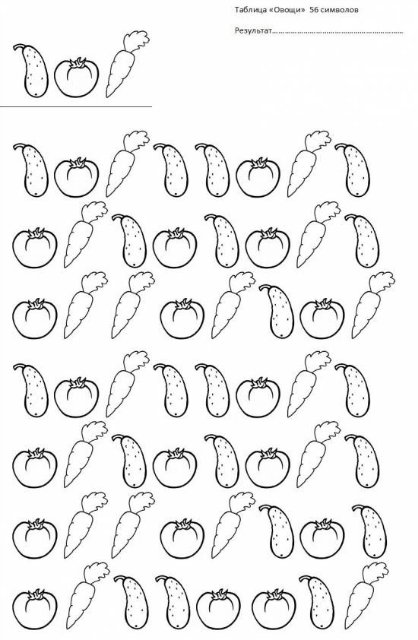 Таблица «Овощи» 56 символов
Результат…………………………………………………